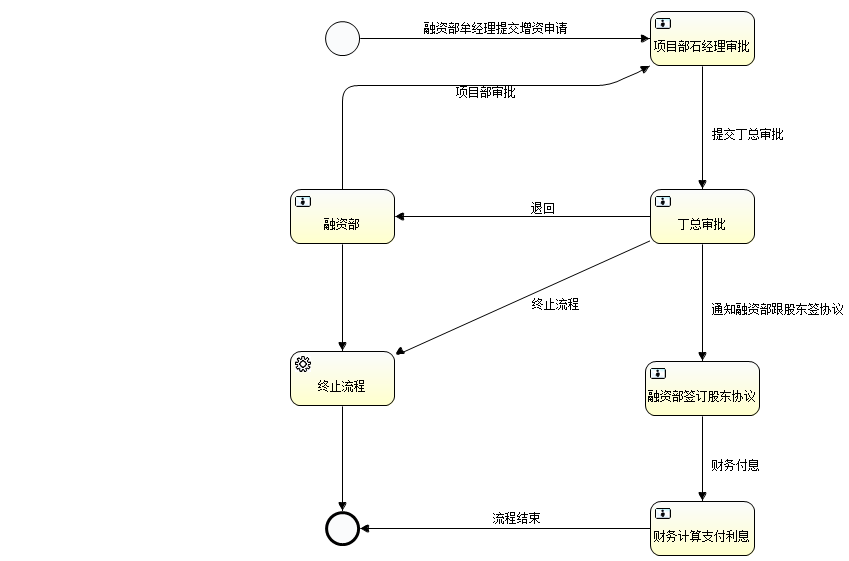 融资部牟经理提交增资申请
项目部石经理审批
项目部审批
提交丁总审批
融资部
退回
丁总审批
终止流程
通知融资部跟股东签协议
终止流程
融资部签订股东协议
财务付息
流程结束
财务计算支付利息